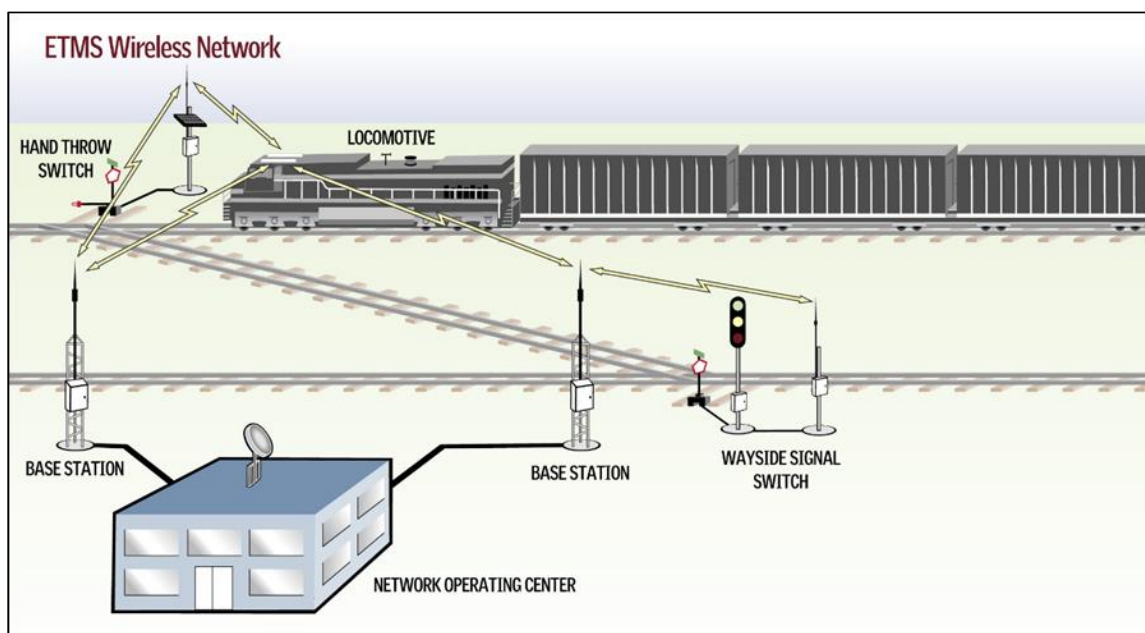 ETMS Wireless Network
HAND THROW
SWITCH
LOCOMOTIVE
BASE STATION
BASE STATION
WAYSIDE SIGNAL
SWITCH
NETWORK OPERATING CENTER